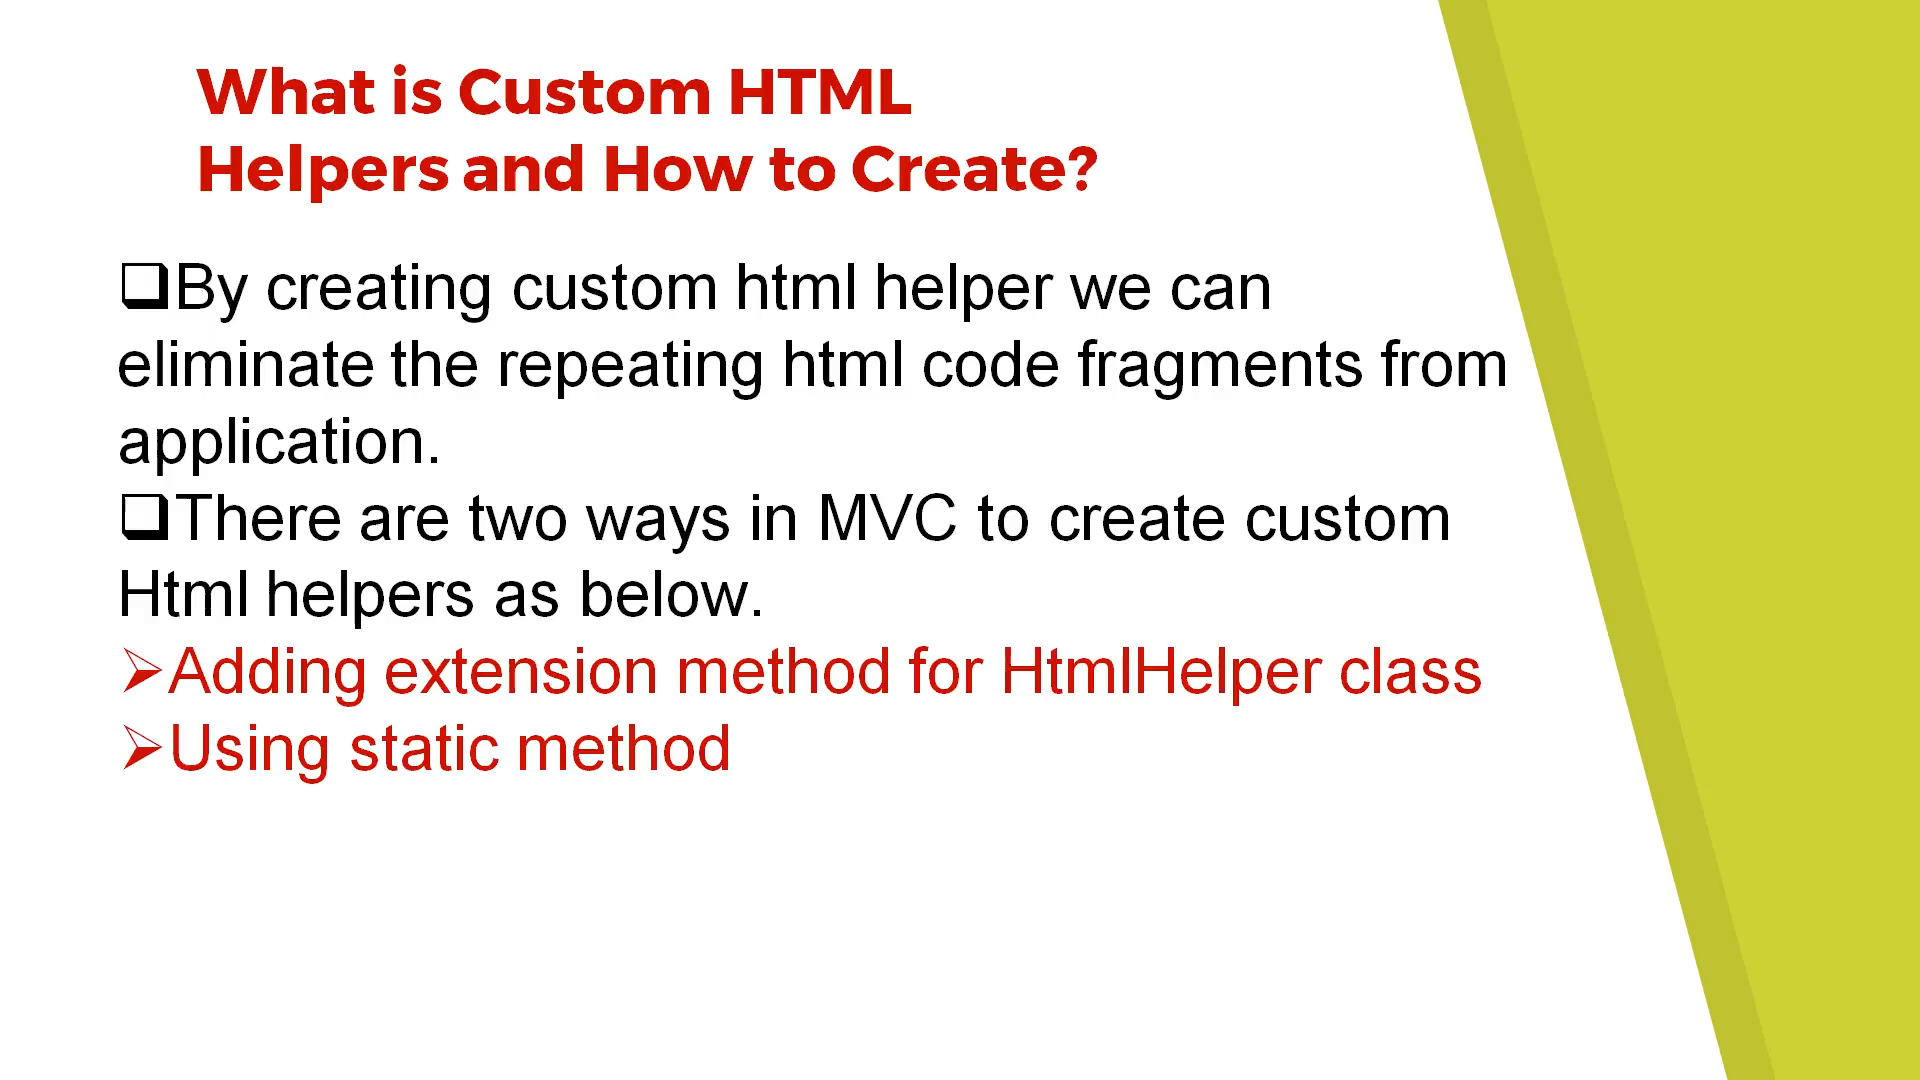 What is Custom HTML
Helpers and How to Create?
❑By creating custom html helper we can
eliminate the repeating html code fragments from
application.
❑There are two ways in MVC to create custom
Html helpers as below.
➢Adding extension method for HtmlHelper class
➢Using static method